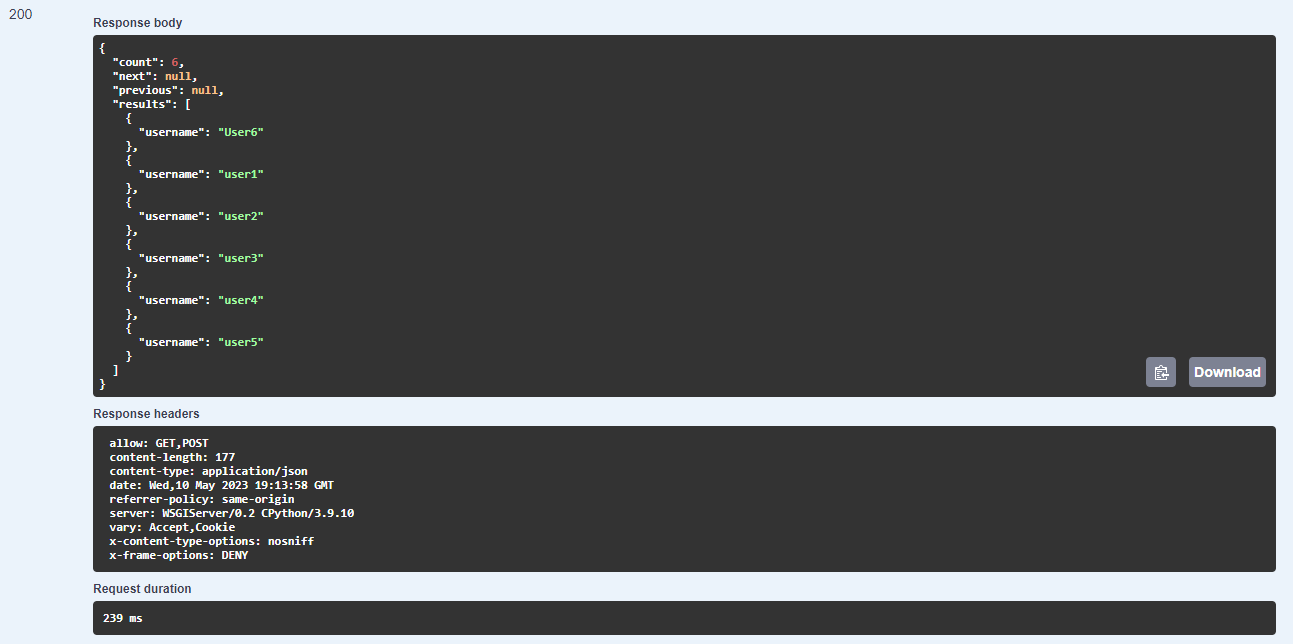 200
Response body
{
  "count": 6,
  "next": null,
  "previous": null,
  "results": [
    {
      "username": "User6"
    },
    {
      "username": "user1"
    },
    {
      "username": "user2"
    },
    {
      "username": "user3"
    },
    {
      "username": "user4"
    },
    {
      "username": "user5"
    }
  ]
}
Download
Response headers
allow: GET,POST
content-length: 177
content-type: application/json
date: Wed,10 May 2023 19:13:58 GMT
referrer-policy: same-origin
server: WSGIServer/0.2 CPython/3.9.10
vary: Accept,Cookie
x-content-type-options: nosniff
x-frame-options: DENY
Request duration
239 ms